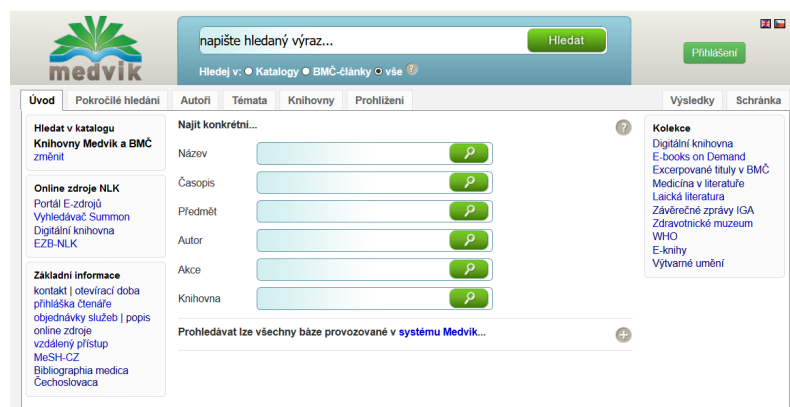 medvik
napište hledaný výraz...
Hledat
Hledej v: Katalogy BMČ-články vše ?
Přihlášení
Úvod Pokročilé hledání Autoři Témata Knihovny Prohlížení Výsledky Schránka
Hledat v katalogu
Knihovny Medvik a BMČ
změnit
Online zdroje NLK
Portál E-zdrojů
Vyhledávač Summon
Digitální knihovna
EZB-NLK
Základní informace
kontakt | otevírací doba
přihláška čtenáře
objednávky služeb | popis
online zdroje
vzdálený přístup
MeSH-CZ
Bibliographia medica
Čechoslovaca
Najít konkrétní...
?
Název
Časopis
Předmět
Autor
Akce
Knihovna
Prohledávat lze všechny báze provozované v systému Medvik...
Kolekce
Digitální knihovna
E-books on Demand
Excerpované tituly v BMČ
Medicína v literatuře
Laická literatura
Závěrečné zprávy IGA
Zdravotnické muzeum
WHO
E-knihy
Výtvarné umění